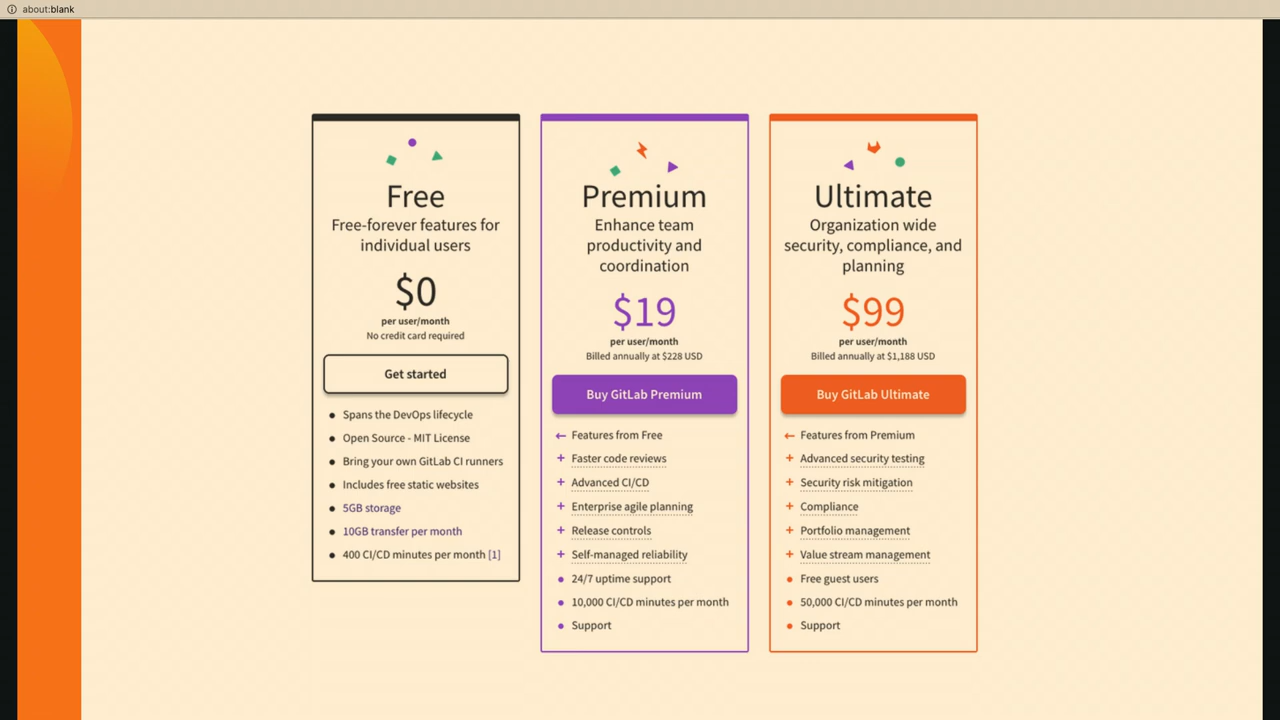 about:blank
Free
Free-forever features for
individual users
$0
per user/month
No credit card required
Get started
Spans the DevOps lifecycle
Open Source - MIT License
Bring your own GitLab CI runners
Includes free static websites
5GB storage
10GB transfer per month
400 CI/CD minutes per month [1]
Premium
Enhance team
productivity and
coordination
$19
per user/month
Billed annually at $228 USD
Buy GitLab Premium
← Features from Free
+ Faster code reviews
+ Advanced CI/CD
+ Enterprise agile planning
+ Release controls
+ Self-managed reliability
24/7 uptime support
10,000 CI/CD minutes per month
Support
Ultimate
Organization wide
security, compliance, and
planning
$99
per user/month
Billed annually at $1,188 USD
Buy GitLab Ultimate
← Features from Premium
+ Advanced security testing
+ Security risk mitigation
+ Compliance
+ Portfolio management
+ Value stream management
Free guest users
50,000 CI/CD minutes per month
Support